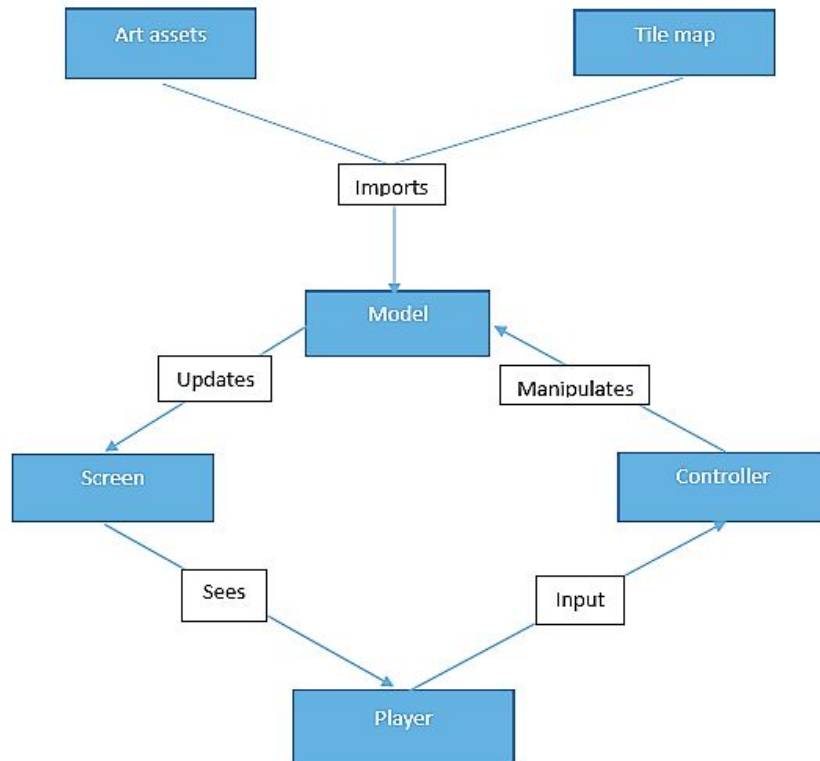 Art assets
Tile map
Imports
Model
Updates
Manipulates
Screen
Controller
Sees
Input
Player